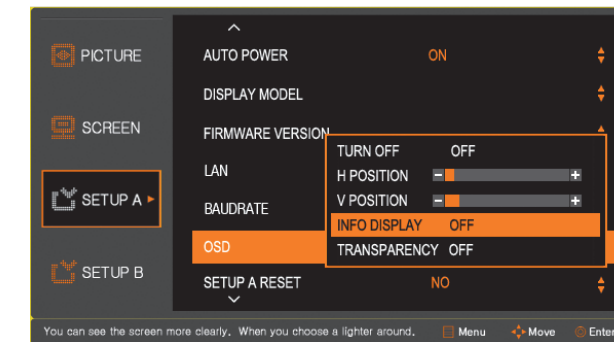 PICTURE
SCREEN
SETUP A
SETUP B
AUTO POWER ON
DISPLAY MODEL
FIRMWARE VERSION
LAN
BAUDRATE
OSD
SETUP A RESET NO
TURN OFF OFF
H POSITION - +
V POSITION - +
INFO DISPLAY OFF
TRANSPARENCY OFF
You can see the screen more clearly. When you choose a lighter around. Menu Move Enter